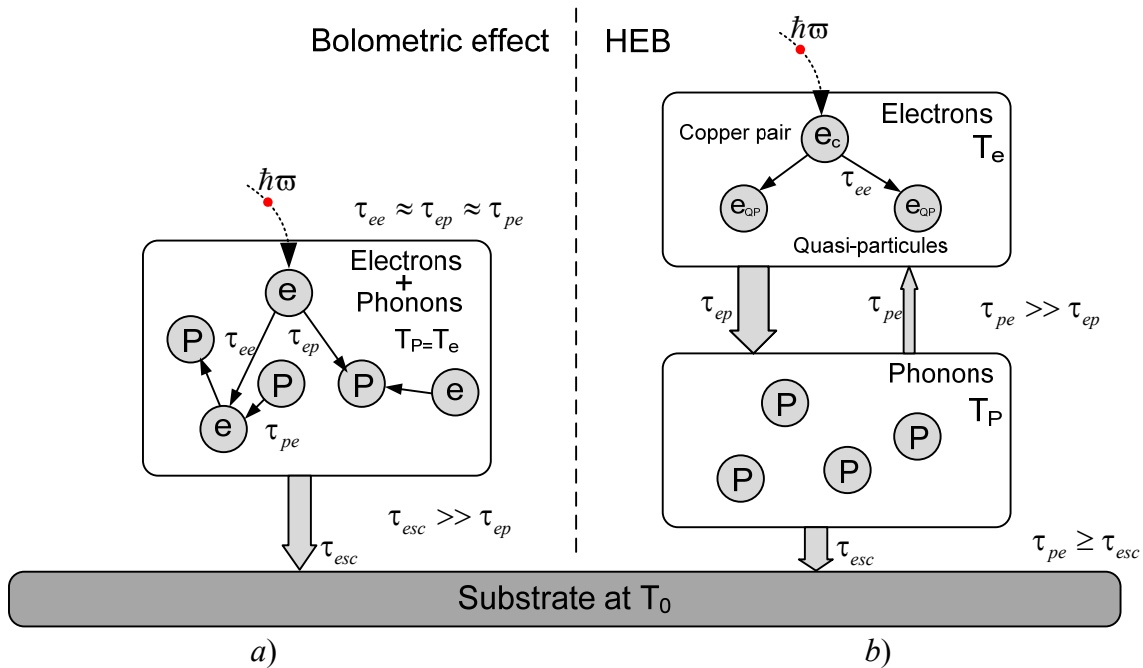 Bolometric effect
ħϖ
τee ≈ τep ≈ τpe
Electrons
+
Phonons
TP=Te
e
P
τee
τep
P
P
e
e
τpe
τesc >> τep
τesc
HEB
ħϖ
Electrons
Te
Copper pair
ec
τee
eQP
eQP
Quasi-particules
τep
τpe
τpe >> τep
Phonons
TP
P
P
P
P
τesc
τpe ≥ τesc
Substrate at T0
a)
b)